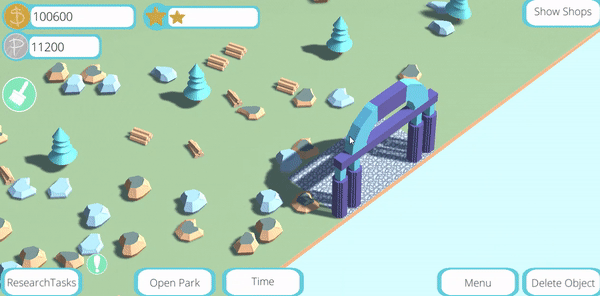 100600
Show Shops
11200
ResearchTasks
Open Park
Time
Menu
Delete Object